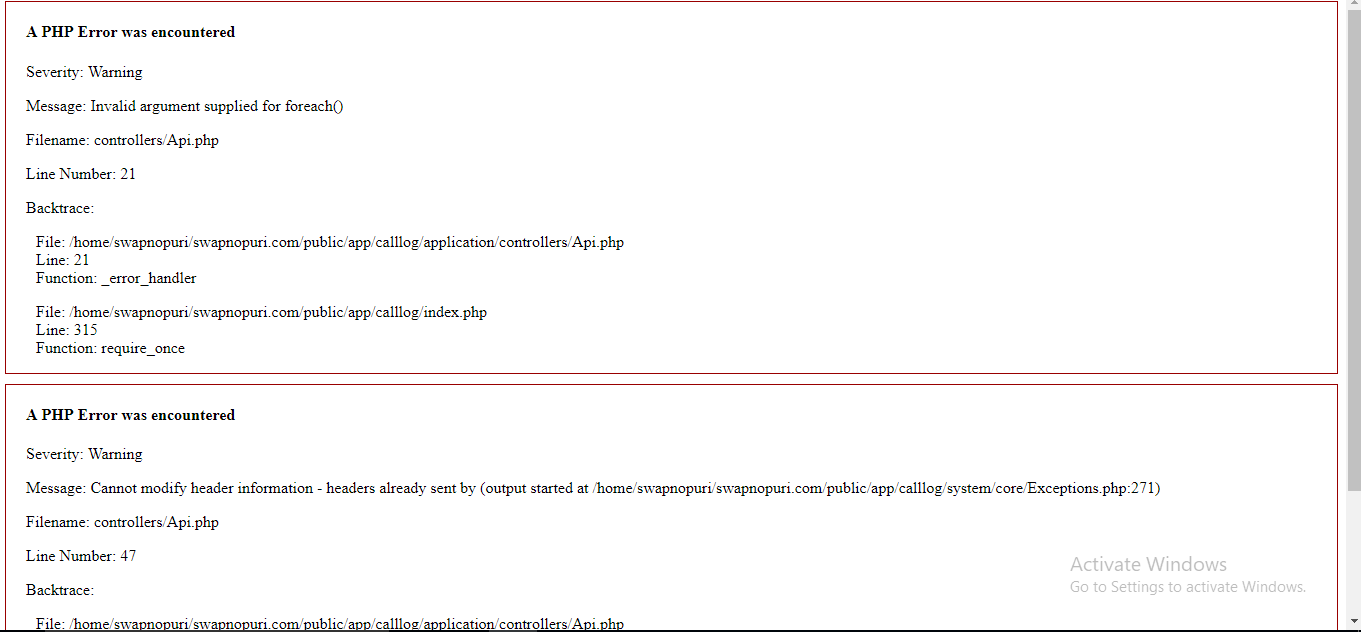 A PHP Error was encountered
Severity: Warning
Message: Invalid argument supplied for foreach()
Filename: controllers/Api.php
Line Number: 21
Backtrace:
File: /home/swapnopuri/swapnopuri.com/public/app/calllog/application/controllers/Api.php
Line: 21
Function: _error_handler
File: /home/swapnopuri/swapnopuri.com/public/app/calllog/index.php
Line: 315
Function: require_once
A PHP Error was encountered
Severity: Warning
Message: Cannot modify header information - headers already sent by (output started at /home/swapnopuri/swapnopuri.com/public/app/calllog/system/core/Exceptions.php:271)
Filename: controllers/Api.php
Line Number: 47
Backtrace:
File: /home/swapnopuri/swapnopuri.com/public/app/calllog/application/controllers/Api.php
Activate Windows
Go to Settings to activate Windows.